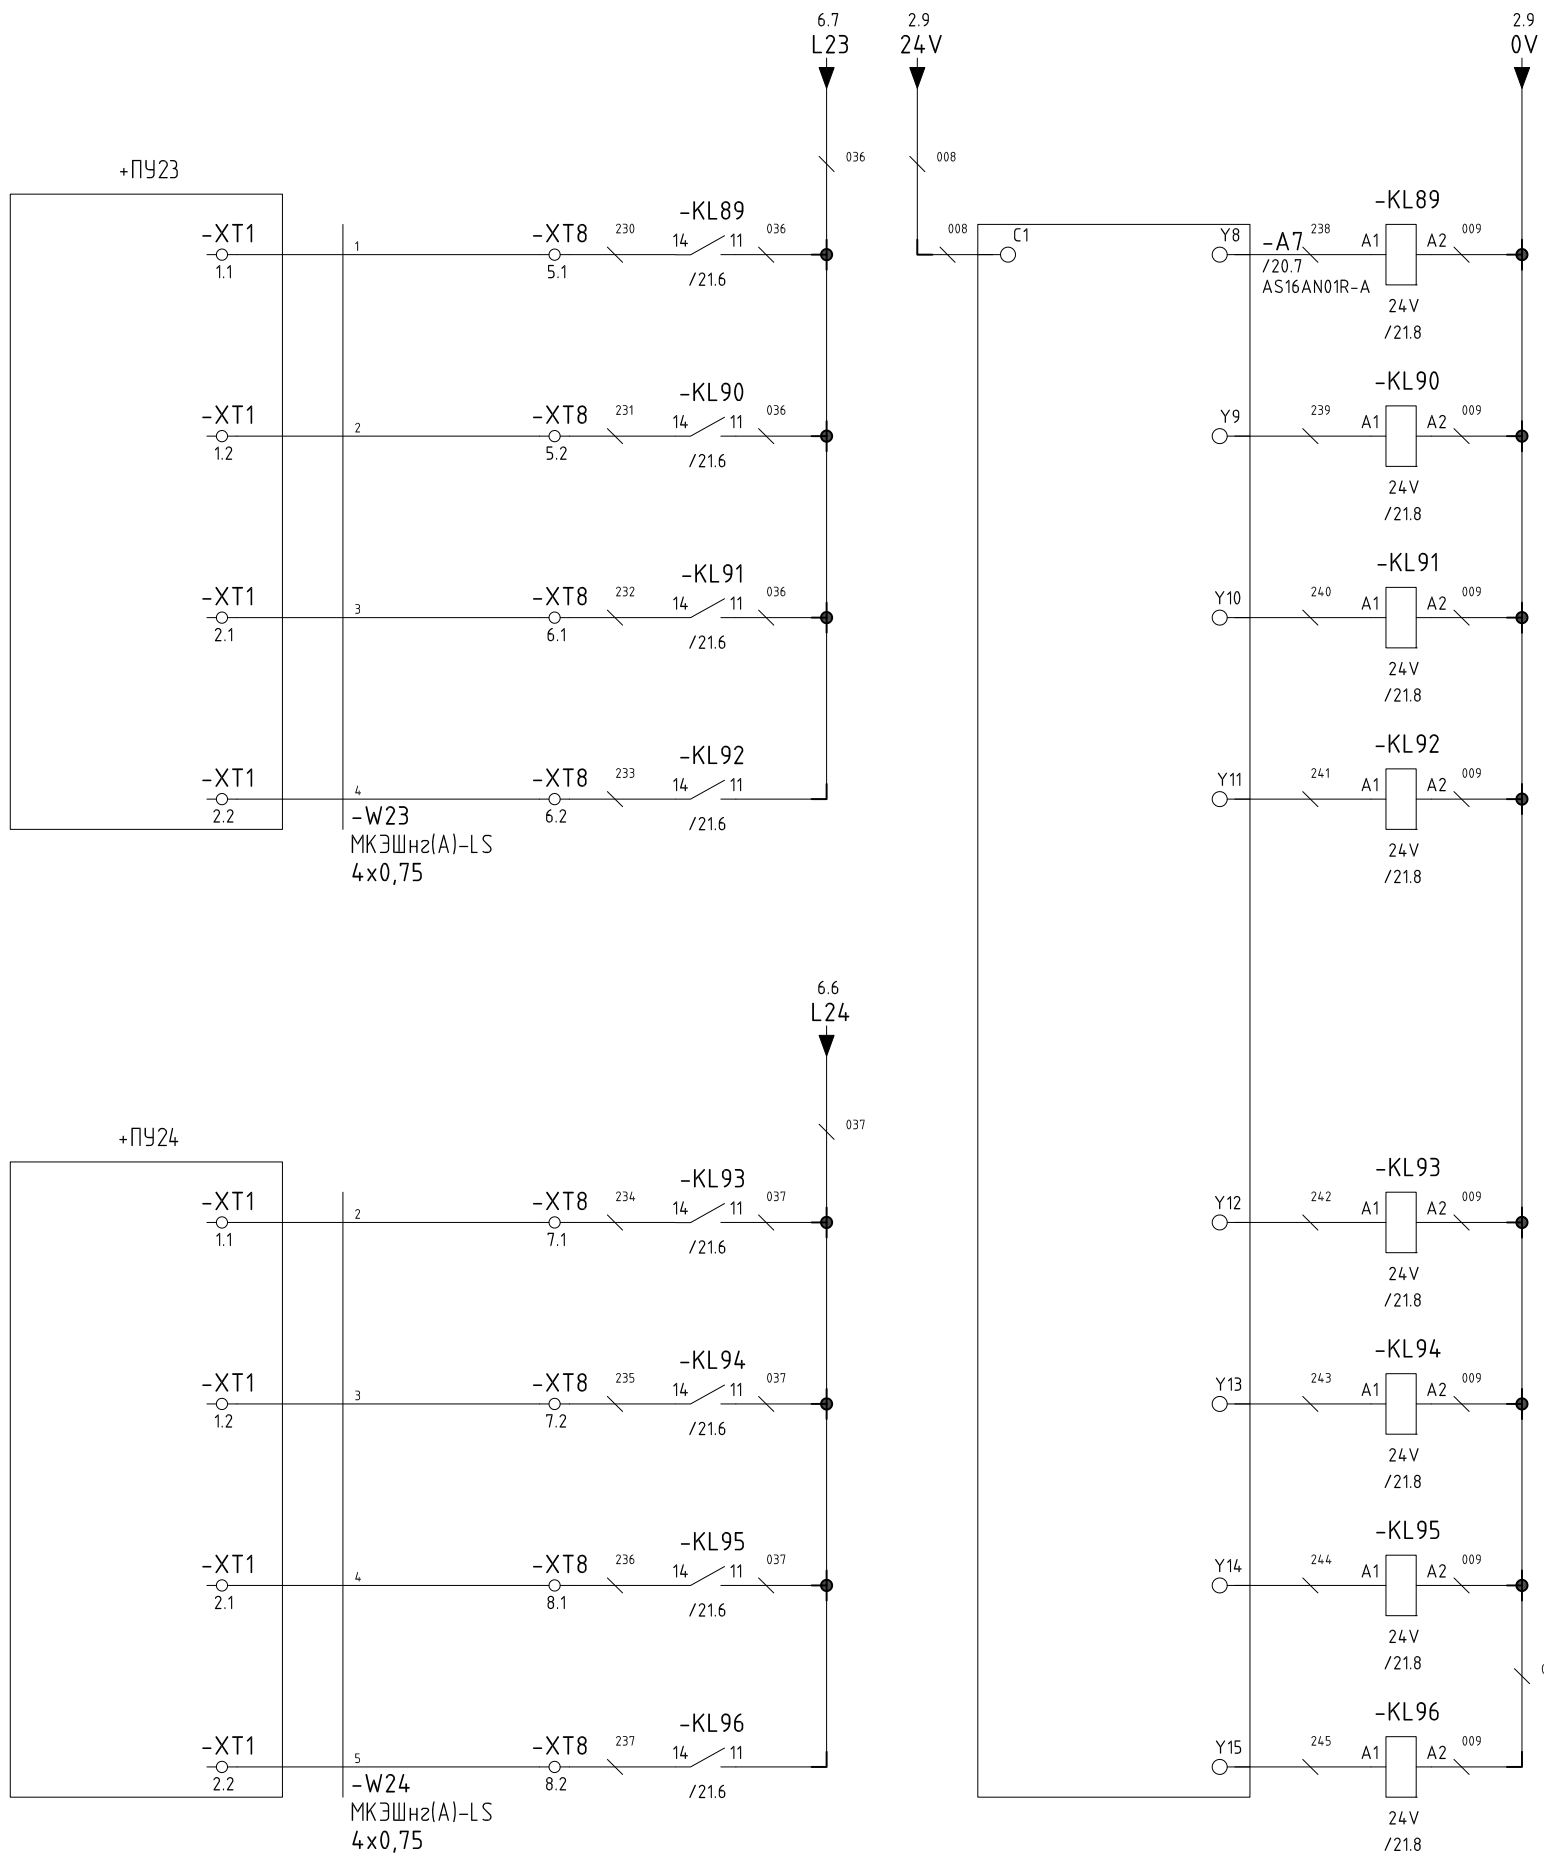 6.7
L23
2.9
24V
2.9
0V
036
008
+ПУ23
-XT1
1.1
1
-XT8
5.1
230
-KL89
14
11
036
/21.6
008
C1
Y8
-A7
/20.7
AS16AN01R-A
238
-KL89
A1
A2
009
24V
/21.8
-XT1
1.2
2
-XT8
5.2
231
-KL90
14
11
036
/21.6
Y9
239
-KL90
A1
A2
009
24V
/21.8
-XT1
2.1
3
-XT8
6.1
232
-KL91
14
11
036
/21.6
Y10
240
-KL91
A1
A2
009
24V
/21.8
-XT1
2.2
4
-XT8
6.2
233
-KL92
14
11
/21.6
Y11
241
-KL92
A1
A2
009
24V
/21.8
-W23
МКЭШнг(А)-LS
4x0,75
6.6
L24
037
+ПУ24
-XT1
1.1
2
-XT8
7.1
234
-KL93
14
11
037
/21.6
Y12
242
-KL93
A1
A2
009
24V
/21.8
-XT1
1.2
3
-XT8
7.2
235
-KL94
14
11
037
/21.6
Y13
243
-KL94
A1
A2
009
24V
/21.8
-XT1
2.1
4
-XT8
8.1
236
-KL95
14
11
037
/21.6
Y14
244
-KL95
A1
A2
009
24V
/21.8
-XT1
2.2
5
-XT8
8.2
237
-KL96
14
11
/21.6
Y15
245
-KL96
A1
A2
009
24V
/21.8
-W24
МКЭШнг(А)-LS
4x0,75